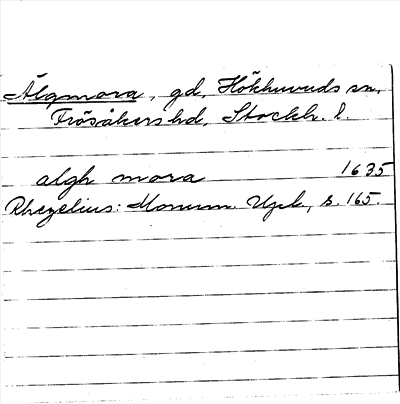 Älgmora, gd, Hökhuvuds sn,
Frösåkers hd, Stockh. l.
algh mora 1635
Rhezelius: Monum. Upl., s. 165.